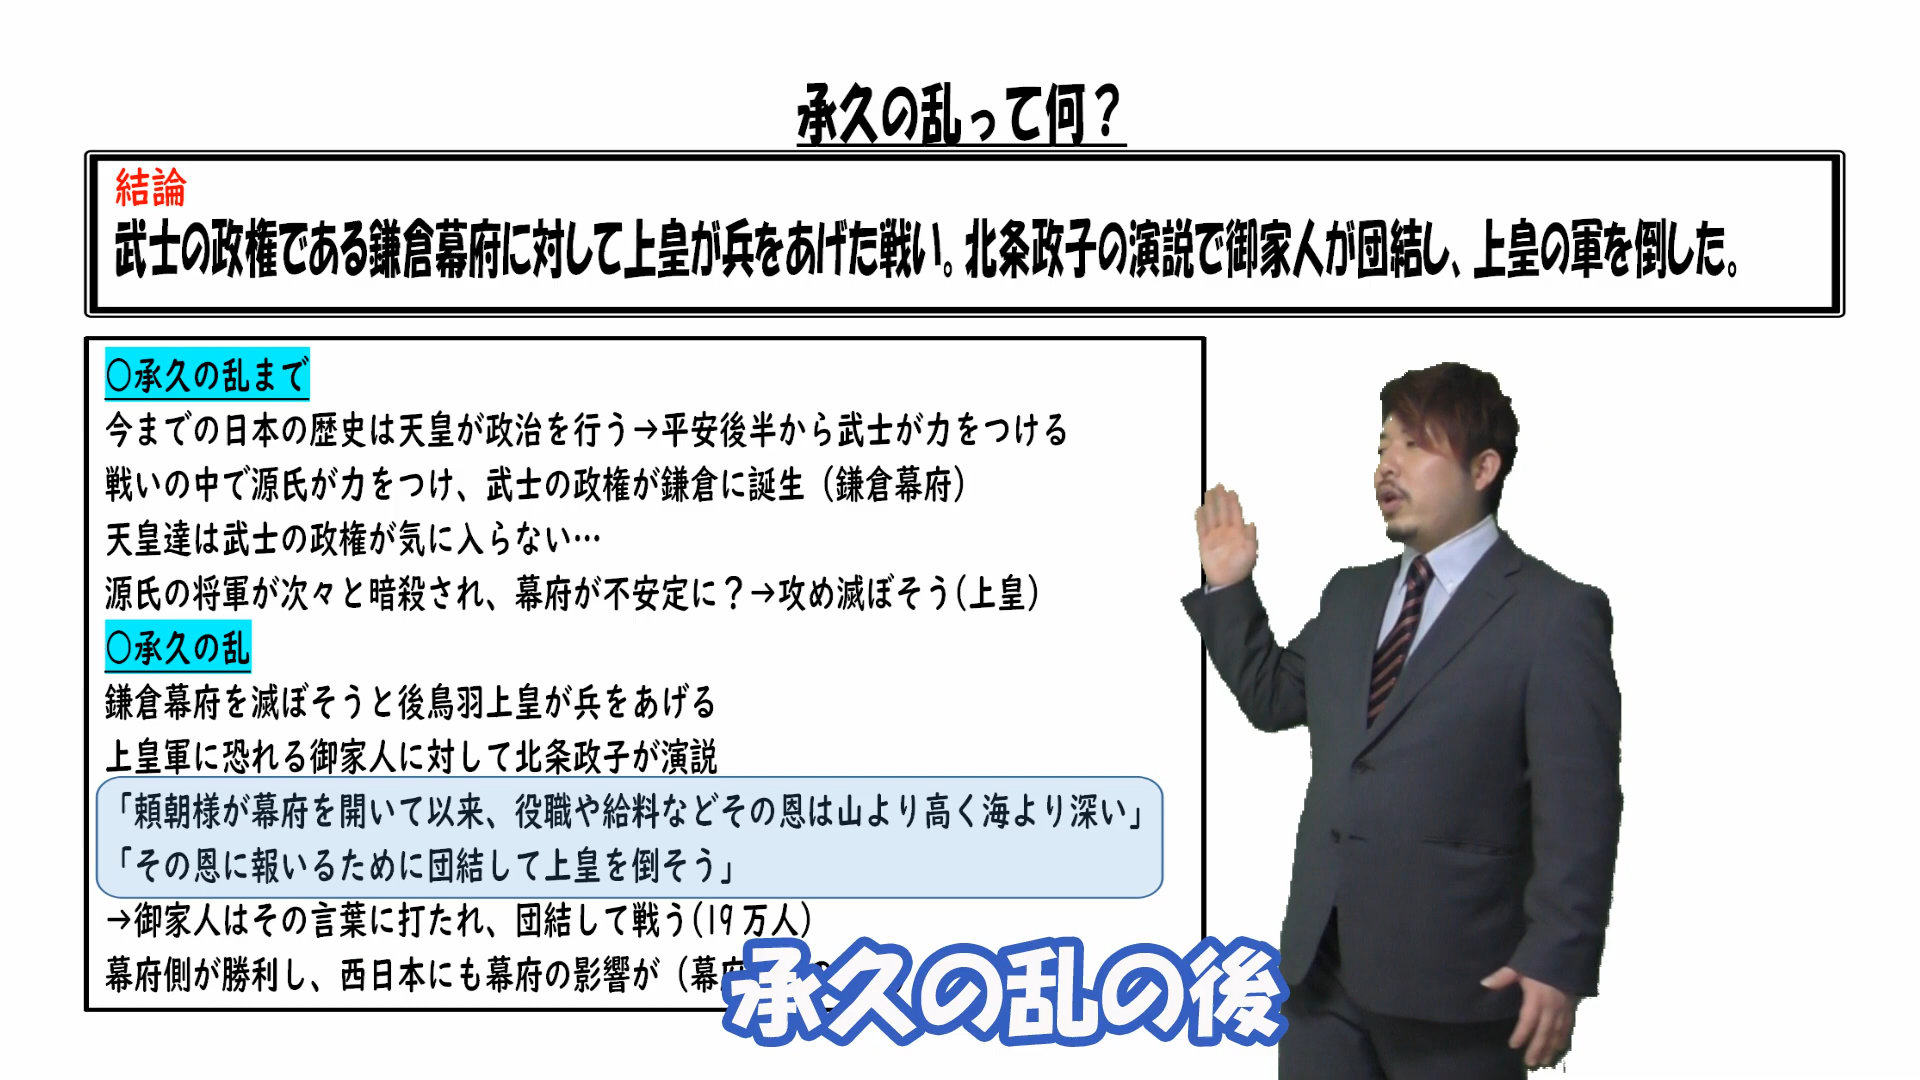 承久の乱って何？
結論
武士の政権である鎌倉幕府に対して上皇が兵をあげた戦い。北条政子の演説で御家人が団結し、上皇の軍を倒した。
○承久の乱まで
今までの日本の歴史は天皇が政治を行う→平安後半から武士が力をつける
戦いの中で源氏が力をつけ、武士の政権が鎌倉に誕生（鎌倉幕府）
天皇達は武士の政権が気に入らない…
源氏の将軍が次々と暗殺され、幕府が不安定に？→攻め滅ぼそう(上皇)
○承久の乱
鎌倉幕府を滅ぼそうと後鳥羽上皇が兵をあげる
上皇軍に恐れる御家人に対して北条政子が演説
「頼朝様が幕府を開いて以来、役職や給料などその恩は山より高く海より深い」
「その恩に報いるために団結して上皇を倒そう」
→御家人はその言葉に打たれ、団結して戦う(19万人)
幕府側が勝利し、西日本にも幕府の影響が（幕府
承久の乱の後